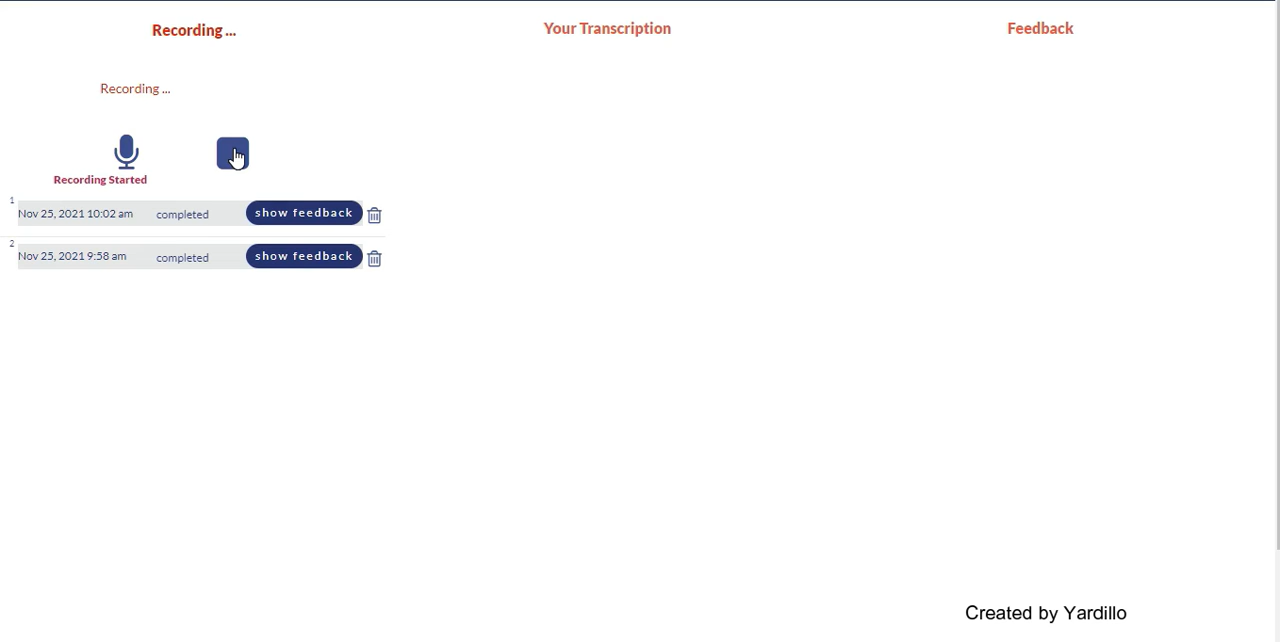 Recording ...
Your Transcription
Feedback
Recording ...
Recording Started
1
Nov 25, 2021 10:02 am completed show feedback
2
Nov 25, 2021 9:58 am completed show feedback
Created by Yardillo